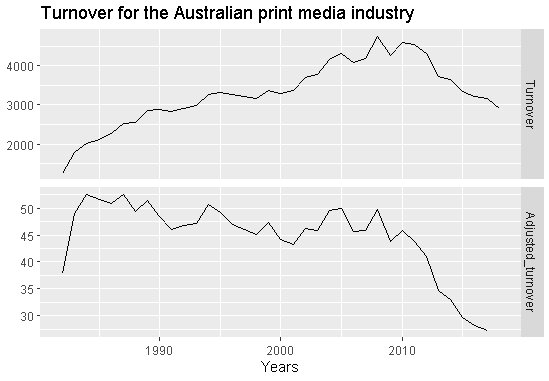 Turnover for the Australian print media industry
4000
3000
2000
Turnover
50
45
40
35
30
Adjusted_turnover
1990
2000
2010
Years